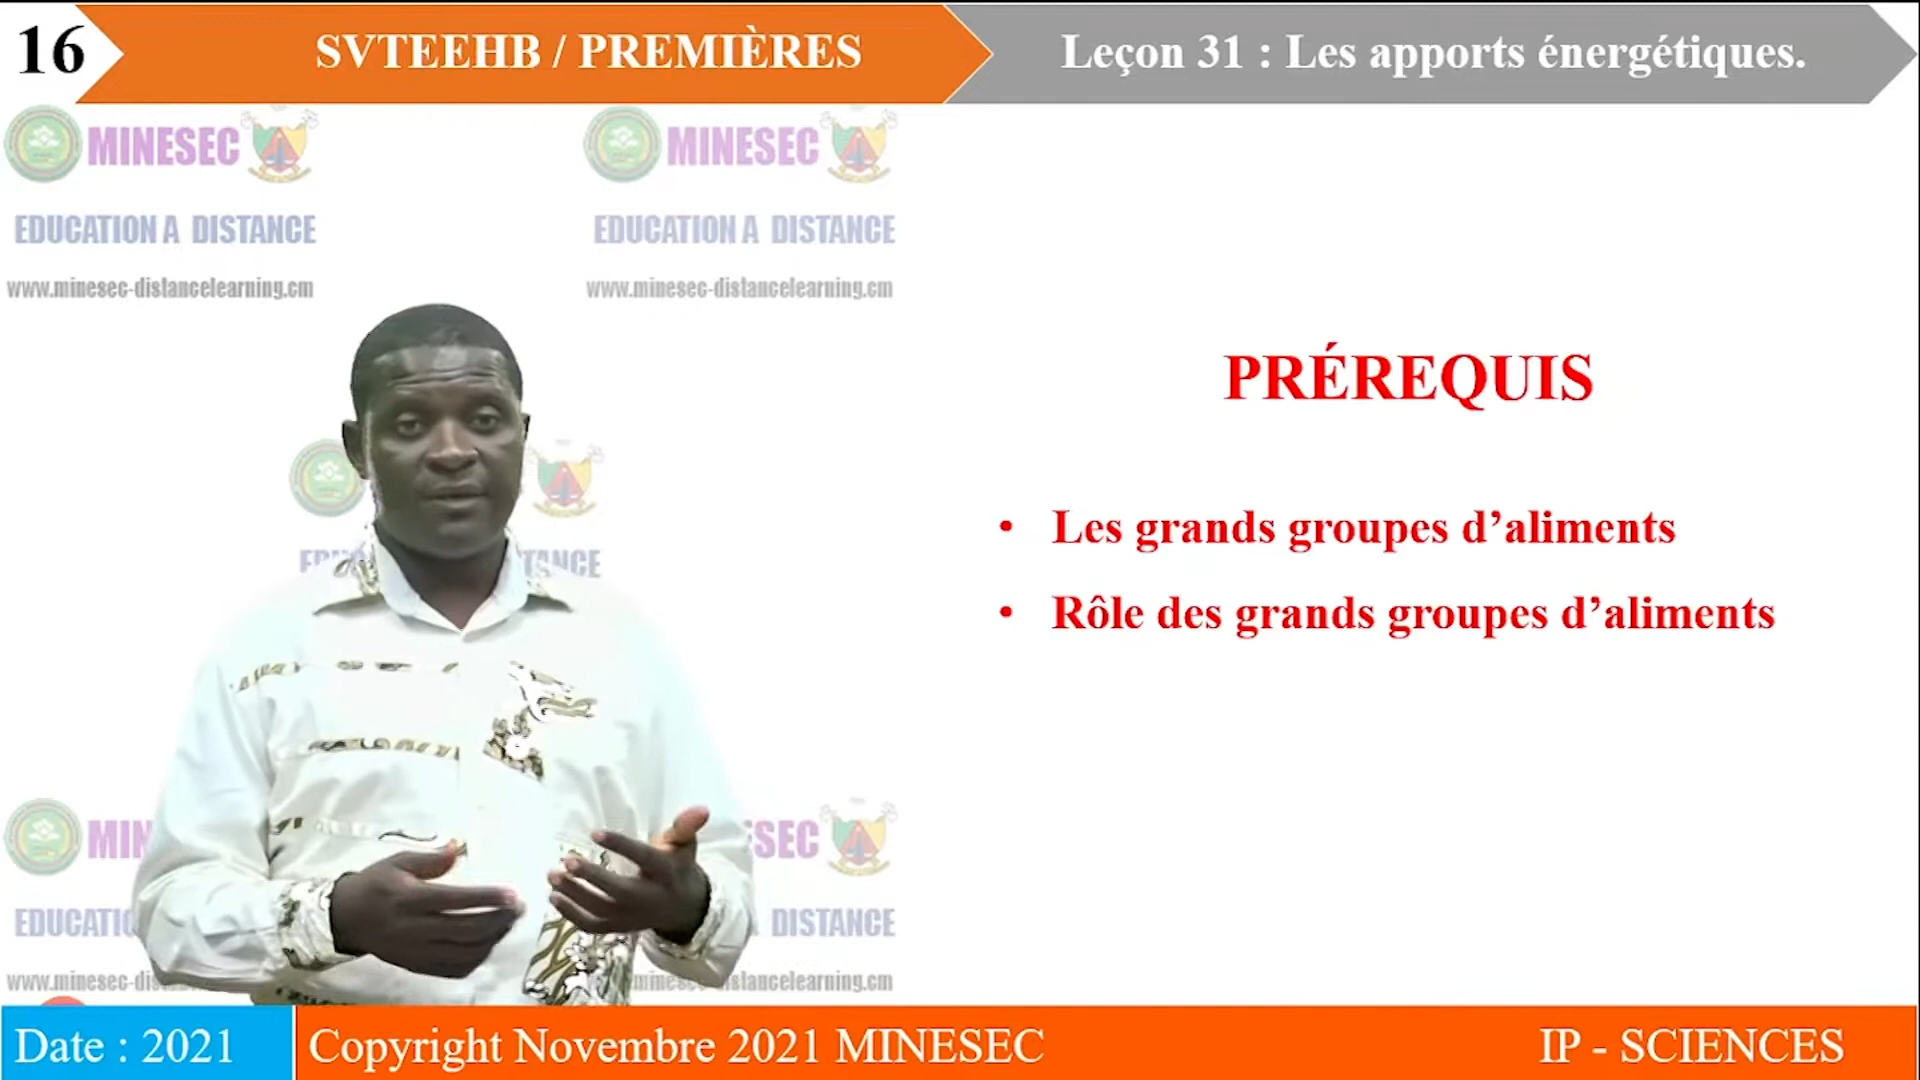 16
SVTEEHB / PREMIÈRES
Leçon 31 : Les apports énergétiques.
MINESEC
EDUCATION A DISTANCE
www.minesec-distancelearning.cm
MINESEC
EDUCATION A DISTANCE
www.minesec-distancelearning.cm
PRÉREQUIS
• Les grands groupes d’aliments
• Rôle des grands groupes d’aliments
DISTANCE
Date : 2021
Copyright Novembre 2021 MINESEC
IP - SCIENCES